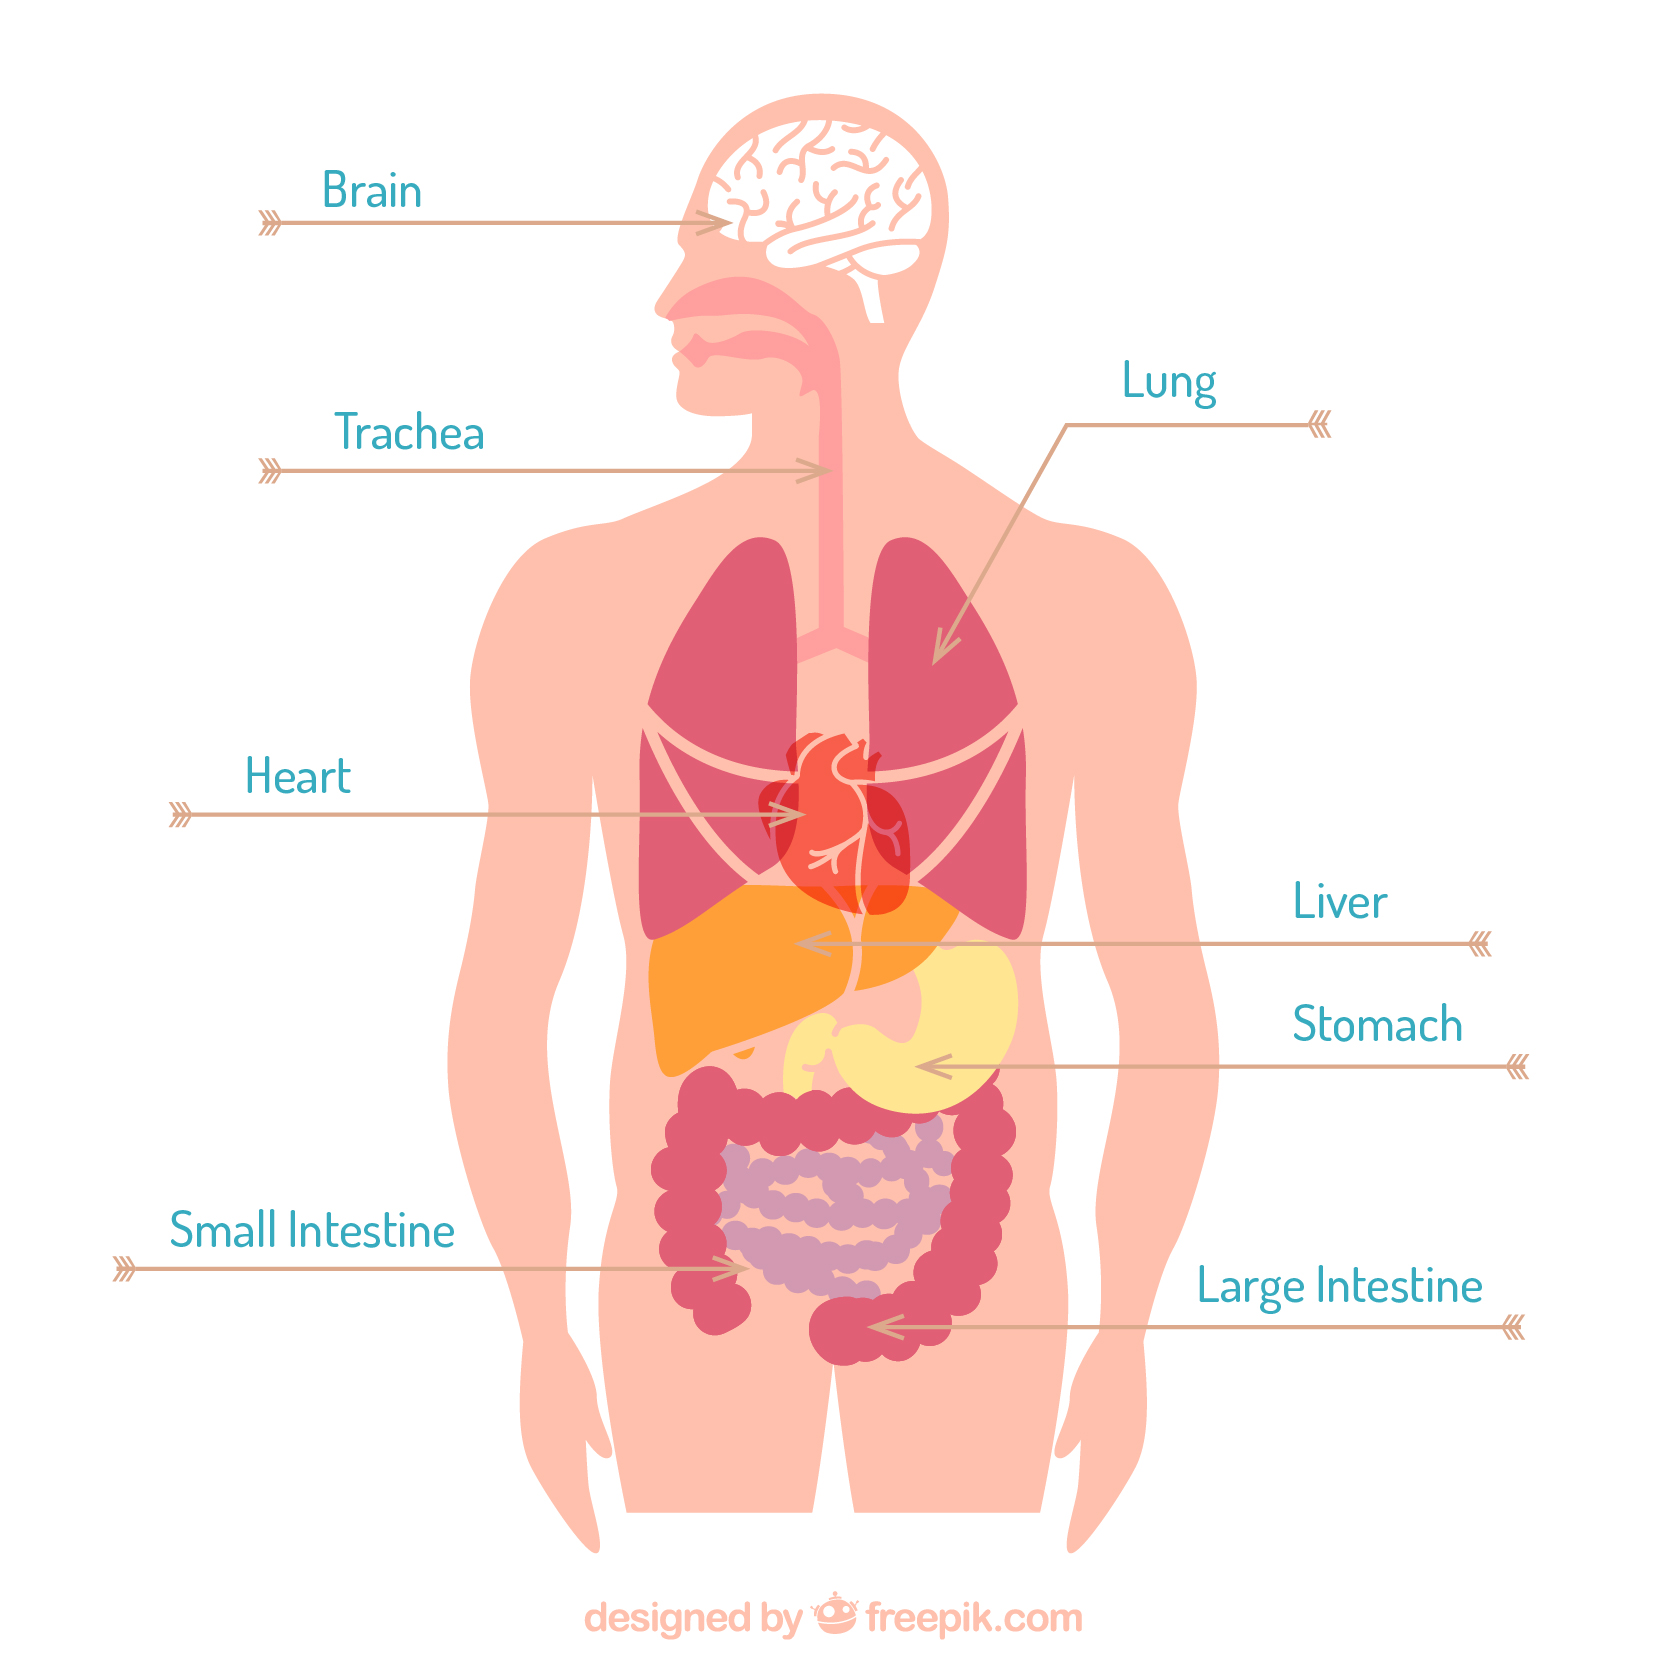 Brain
Lung
Trachea
Heart
Liver
Stomach
Small Intestine
Large Intestine
designed by freepik.com